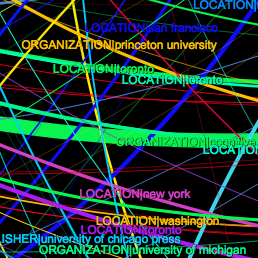 LOCATION|
LOCATION|san francisco
ORGANIZATION|princeton university
LOCATION|toronto
LOCATION|toronto
ORGANIZATION|
LOCATION
LOCATION|new york
LOCATION|washington
LOCATION|toronto
ISHER|university of chicago press
ORGANIZATION|university of michigan